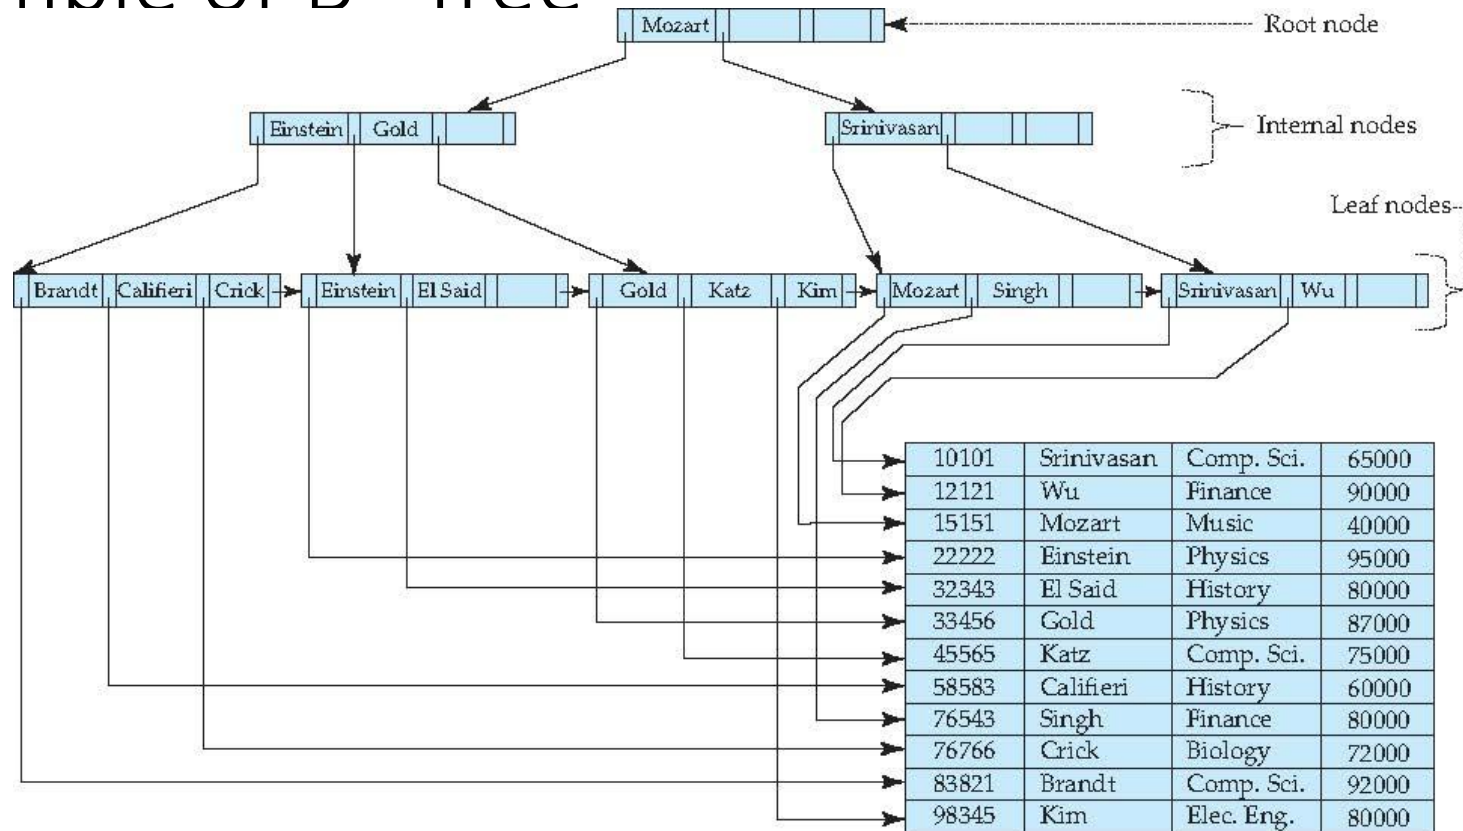 Mozart
Root node
Einstein Gold
Srinivasan
Internal nodes
Leaf nodes
Brandt Califieri Crick
Einstein El Said
Gold Katz Kim
Mozart Singh
Srinivasan Wu
10101 Srinivasan Comp. Sci. 65000
12121 Wu Finance 90000
15151 Mozart Music 40000
22222 Einstein Physics 95000
32343 El Said History 80000
33456 Gold Physics 87000
45565 Katz Comp. Sci. 75000
58583 Califieri History 60000
76543 Singh Finance 80000
76766 Crick Biology 72000
83821 Brandt Comp. Sci. 92000
98345 Kim Elec. Eng. 80000